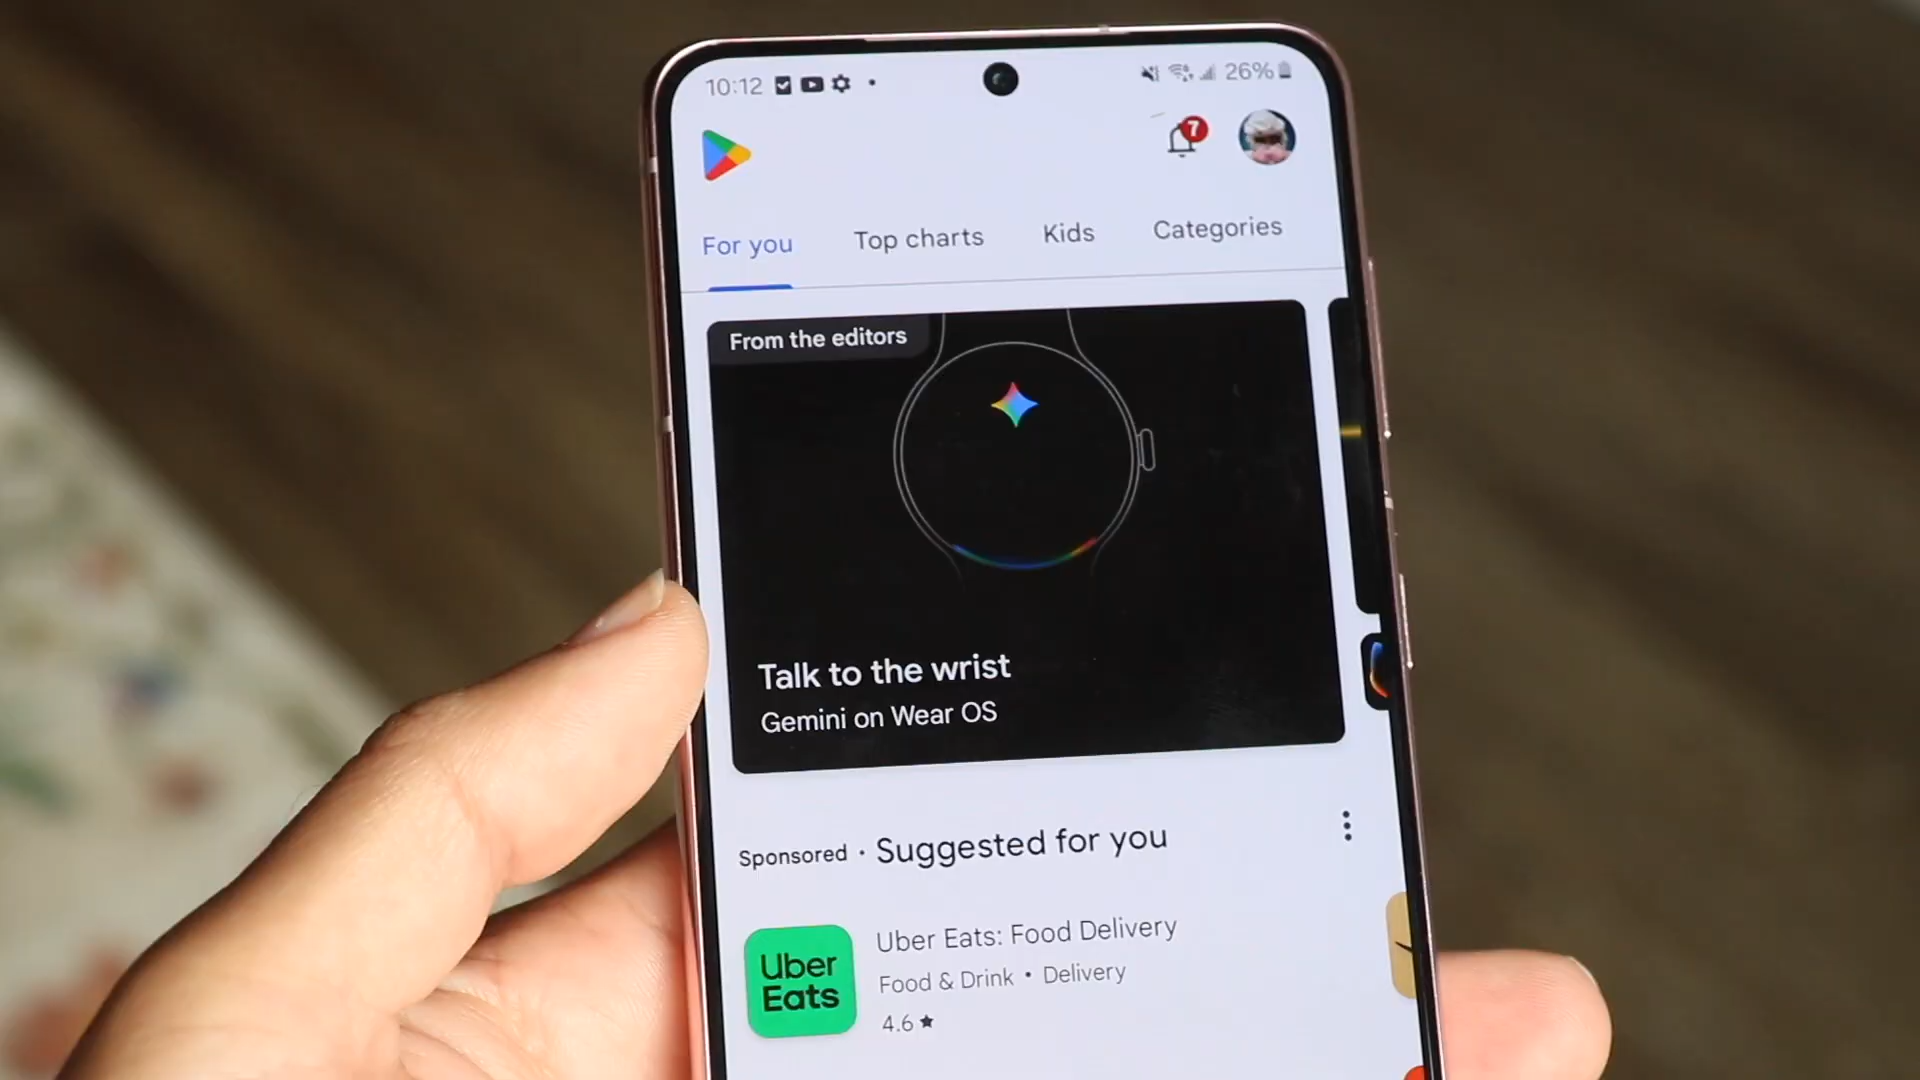 10:12
26%
7
For you
Top charts
Kids
Categories
From the editors
Talk to the wrist
Gemini on Wear OS
Sponsored • Suggested for you
Uber Eats
Uber Eats: Food Delivery
Food & Drink • Delivery
4.6 ★